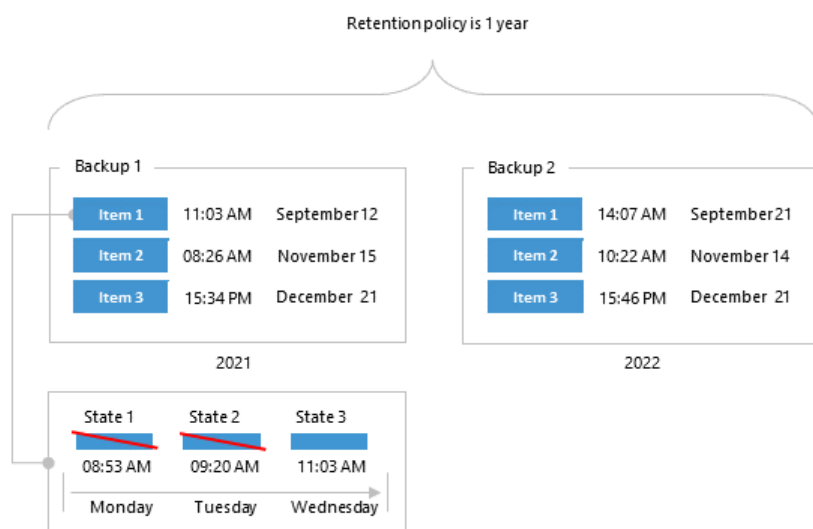 Retention policy is 1 year
Backup 1
Item 1 11:03 AM September 12
Item 2 08:26 AM November 15
Item 3 15:34 PM December 21
2021
Backup 2
Item 1 14:07 AM September 21
Item 2 10:22 AM November 14
Item 3 15:46 PM December 21
2022
State 1 State 2 State 3
08:53 AM 09:20 AM 11:03 AM
Monday Tuesday Wednesday